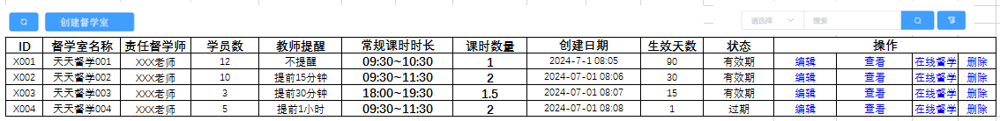 创建督学室 请选择 搜索
ID 督学室名称 责任督学师 学员数 教师提醒 常规课时时长 课时数量 创建日期 生效天数 状态 操作
X001 天天督学001 XXX老师 12 不提醒 09:30~10:30 1 2024-7-1 08:05 90 有效期 编辑 查看 在线督学 删除
X002 天天督学002 XXX老师 10 提前15分钟 09:30~11:30 2 2024-07-01 08:06 30 有效期 编辑 查看 在线督学 删除
X003 天天督学003 XXX老师 3 提前30分钟 18:00~19:30 1.5 2024-07-01 08:07 15 有效期 编辑 查看 在线督学 删除
X004 天天督学004 XXX老师 5 提前1小时 09:30~11:30 2 2024-07-01 08:08 1 过期 编辑 查看 在线督学 删除